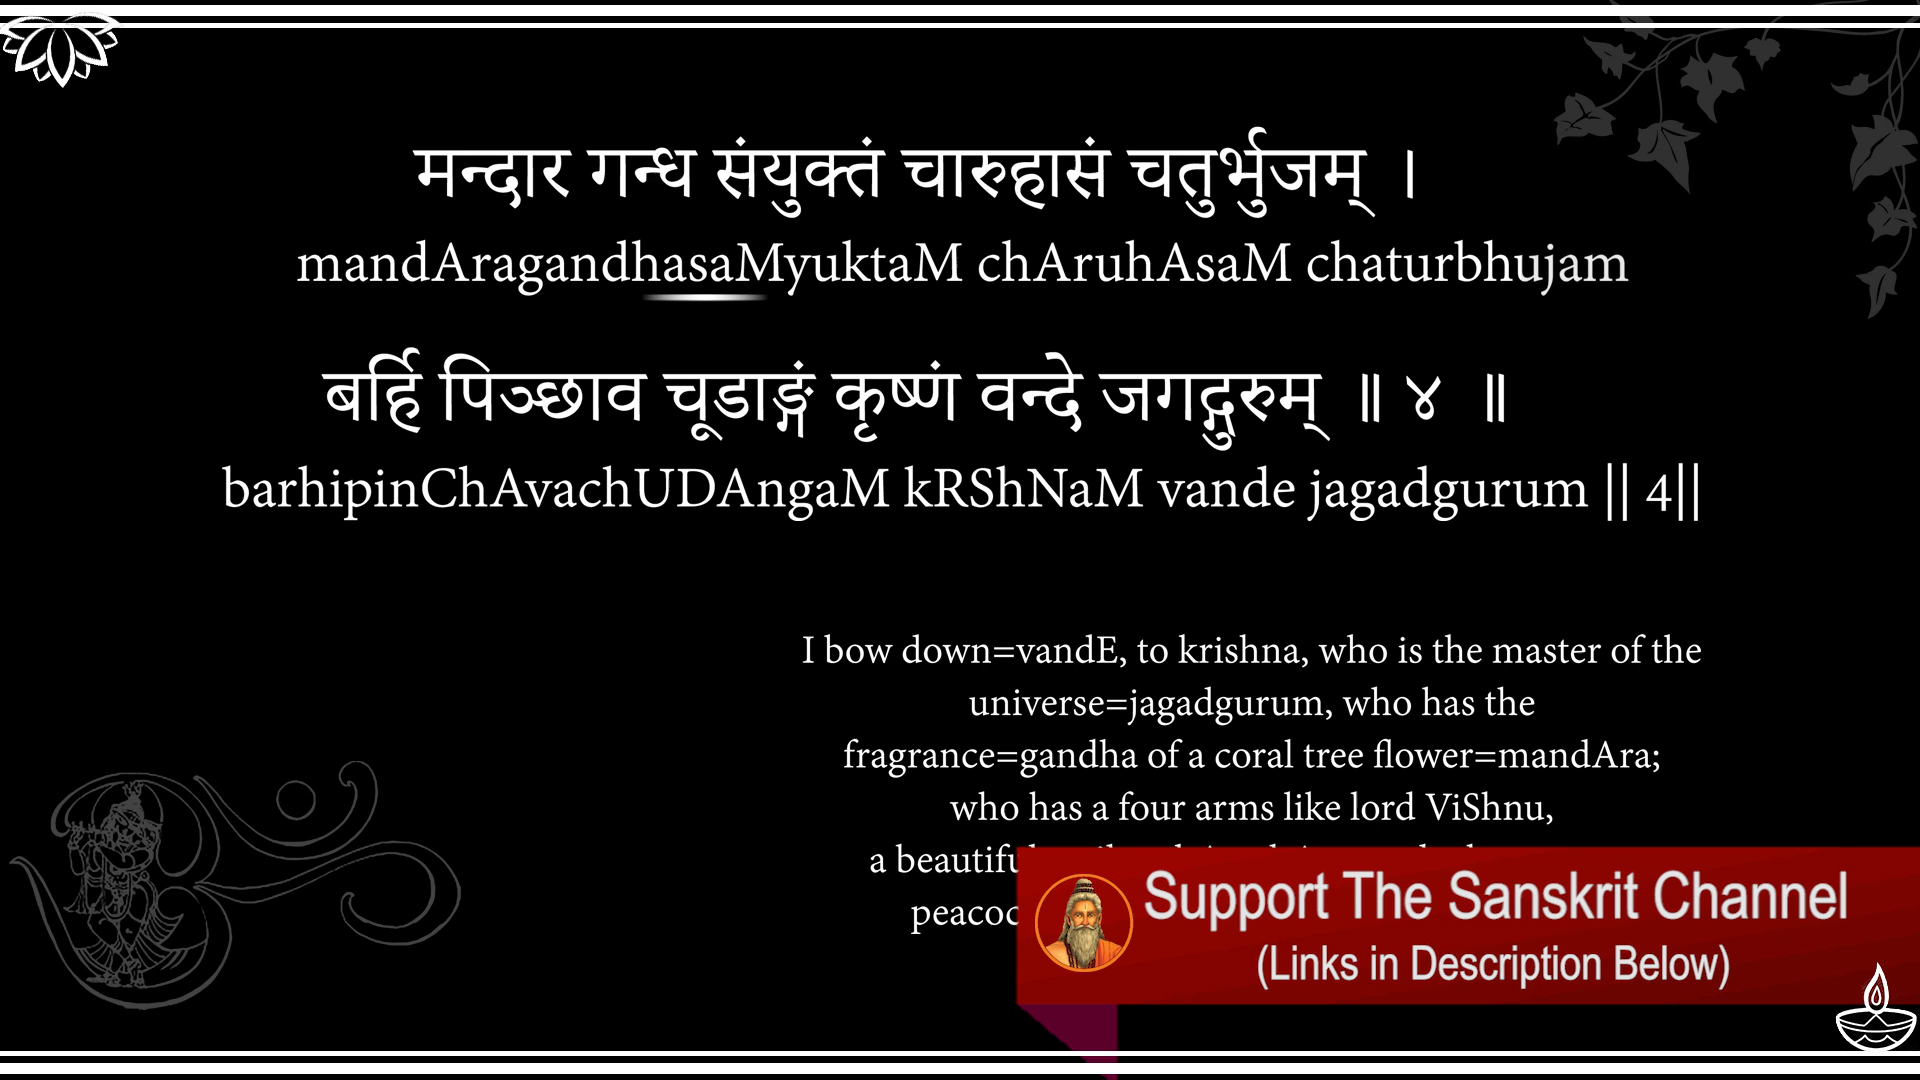 मन्दार गन्ध संयुक्तं चारुहासं चतुर्भुजम् ।
mandAragandhasaMyuktaM chAruhAsaM chaturbhujam
बर्हि पिञ्छाव चूडाङ्गं कृष्णं वन्दे जगद्गुरुम् ॥ ४ ॥
barhipinChAvachUDAngaM kRShNaM vande jagadgurum || 4||
I bow down=vandE, to krishna, who is the master of the
universe=jagadgurum, who has the
fragrance=gandha of a coral tree flower=mandAra;
who has a four arms like lord ViShnu,
a
Support The Sanskrit Channel
(Links in Description Below)